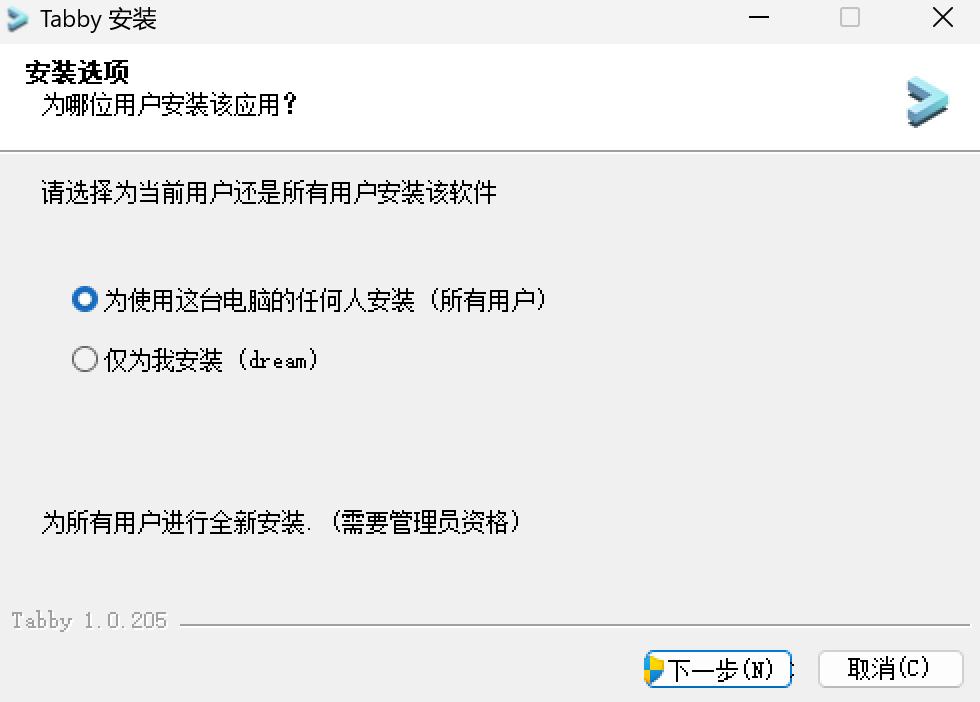 Tabby 安装
安装选项
为哪位用户安装该应用？
请选择为当前用户还是所有用户安装该软件
为使用这台电脑的任何人安装（所有用户）
仅为我安装（dream）
为所有用户进行全新安装. （需要管理员资格）
Tabby 1.0.205
下一步(N)
取消(C)